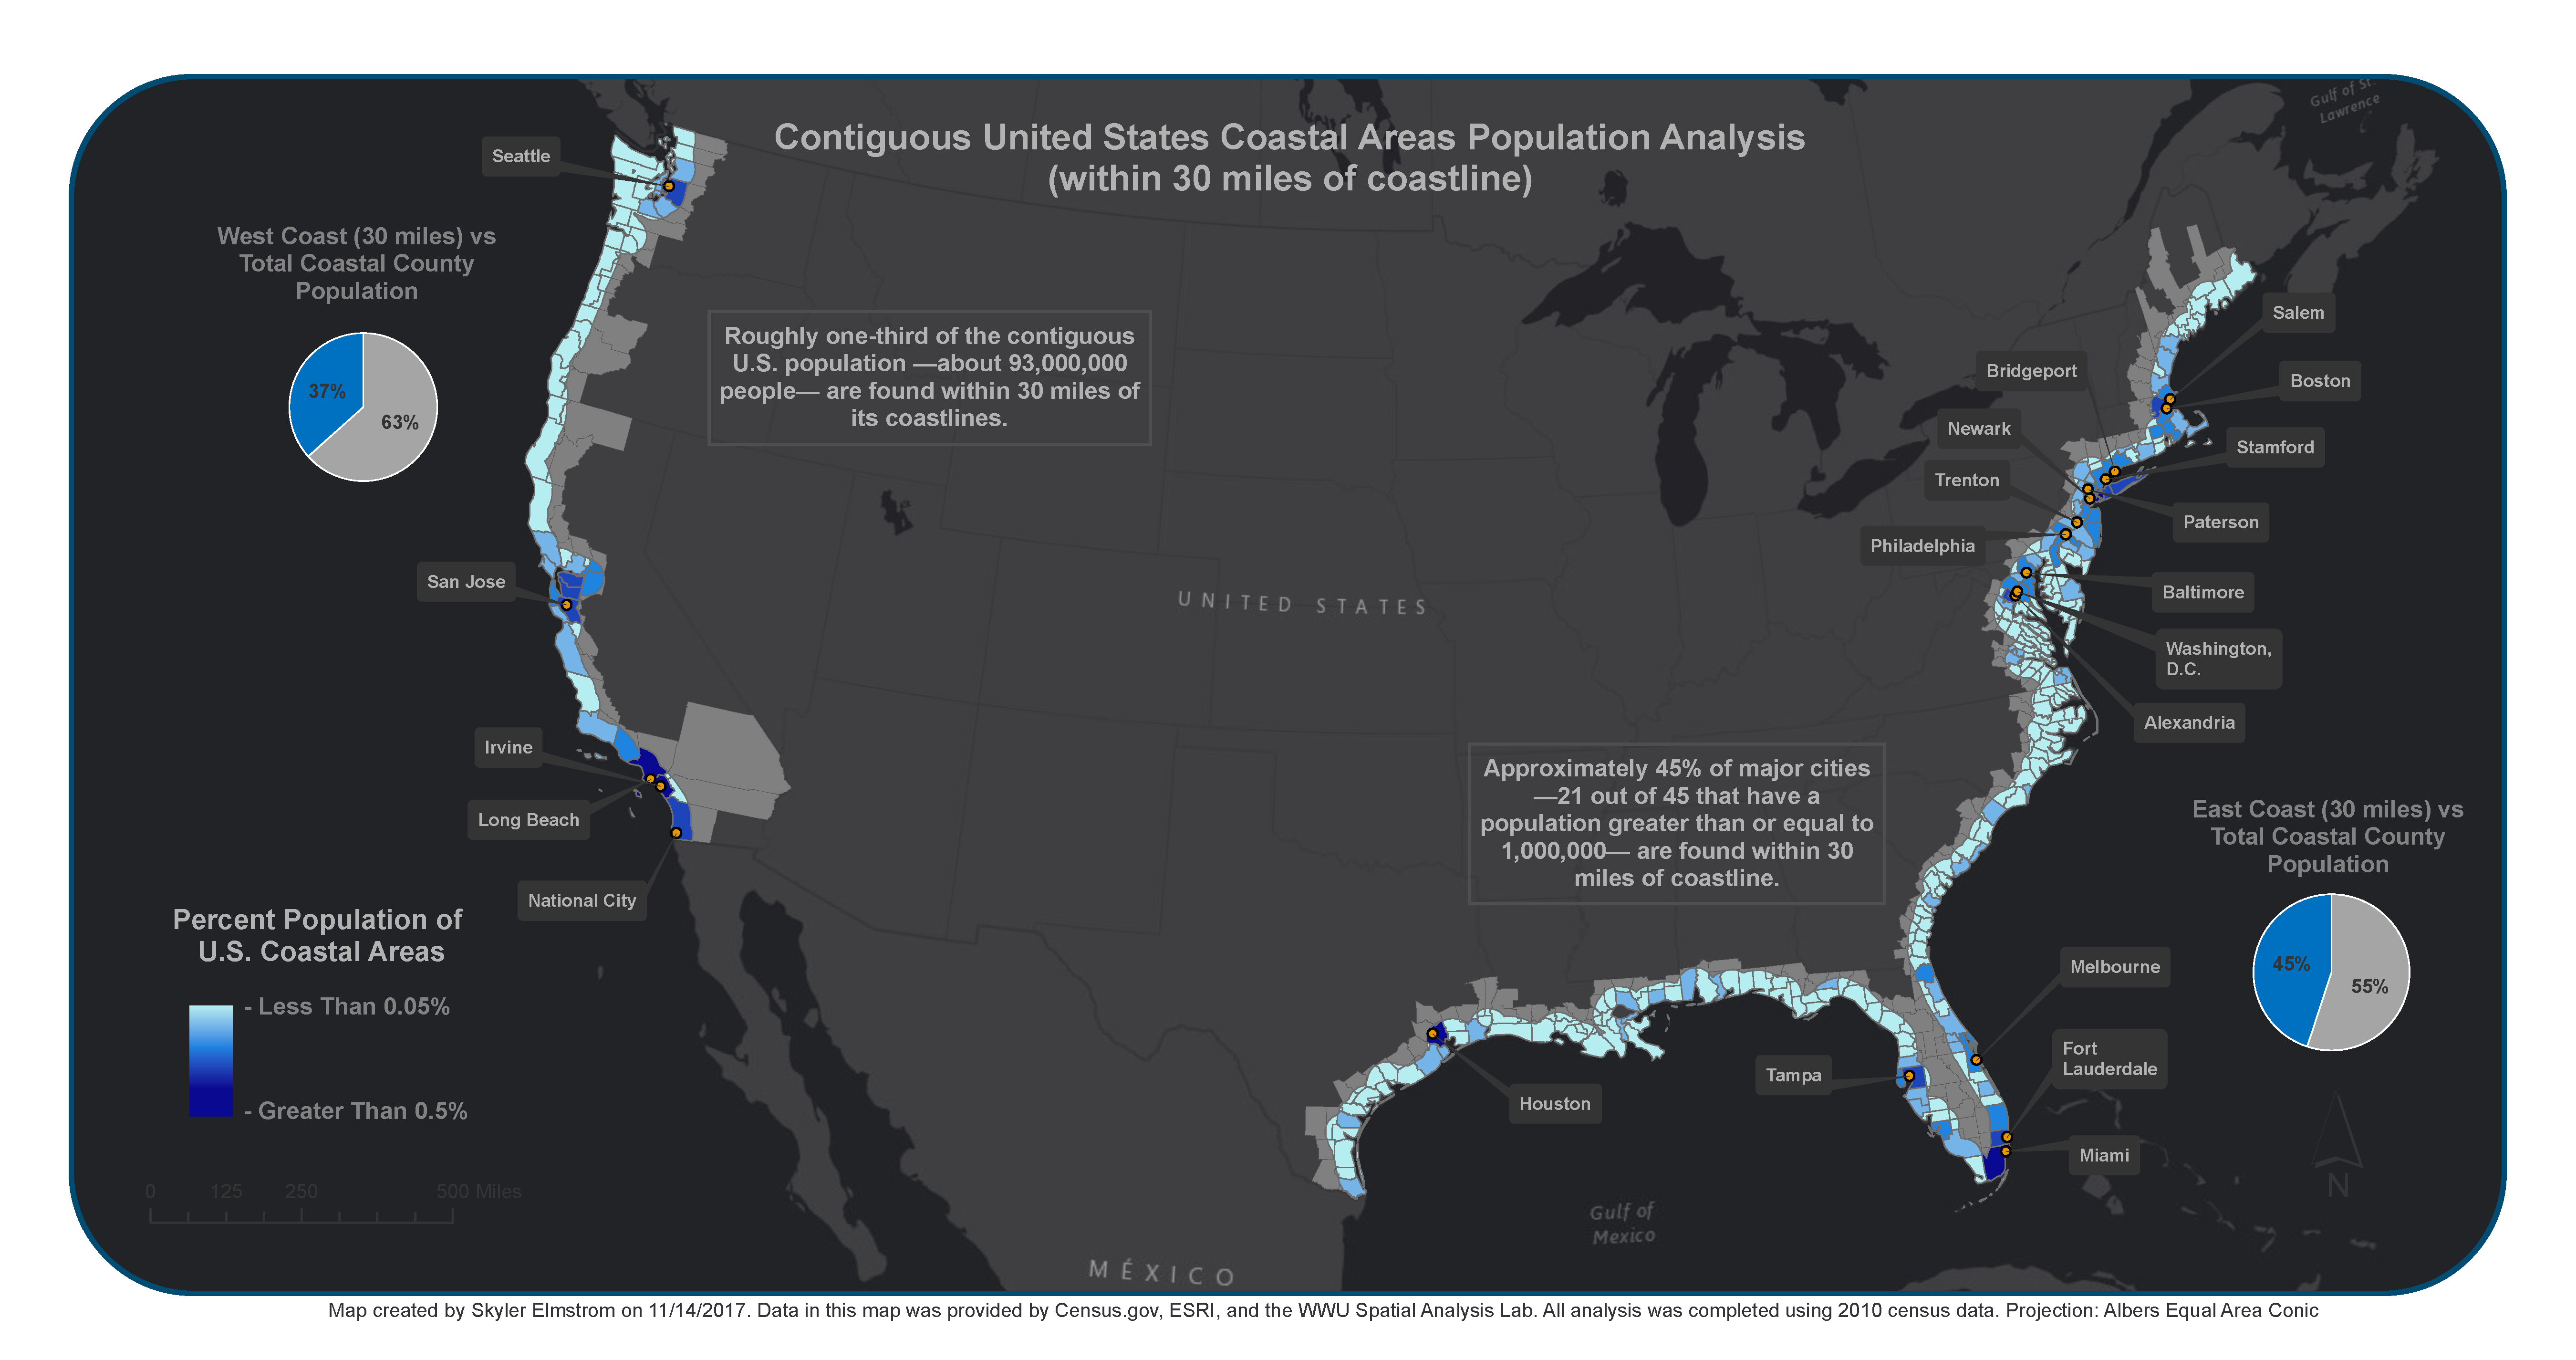 Gulf of St.
Lawrence
Contiguous United States Coastal Areas Population Analysis
(within 30 miles of coastline)
Seattle
West Coast (30 miles) vs
Total Coastal County
Population
37%
63%
Roughly one-third of the contiguous
U.S. population —about 93,000,000
people— are found within 30 miles of
its coastlines.
Salem
Bridgeport
Boston
Newark
Stamford
Trenton
Paterson
Philadelphia
San Jose
UNITED STATES
Baltimore
Washington,
D.C.
Alexandria
Irvine
Long Beach
National City
Approximately 45% of major cities
—21 out of 45 that have a
population greater than or equal to
1,000,000— are found within 30
miles of coastline.
East Coast (30 miles) vs
Total Coastal County
Population
45%
55%
Percent Population of
U.S. Coastal Areas
- Less Than 0.05%
- Greater Than 0.5%
Melbourne
Fort
Lauderdale
Tampa
Houston
Miami
0 125 250 500 Miles
N
Gulf of
Mexico
MÉXICO
Map created by Skyler Elmstrom on 11/14/2017. Data in this map was provided by Census.gov, ESRI, and the WWU Spatial Analysis Lab. All analysis was completed using 2010 census data. Projection: Albers Equal Area Conic